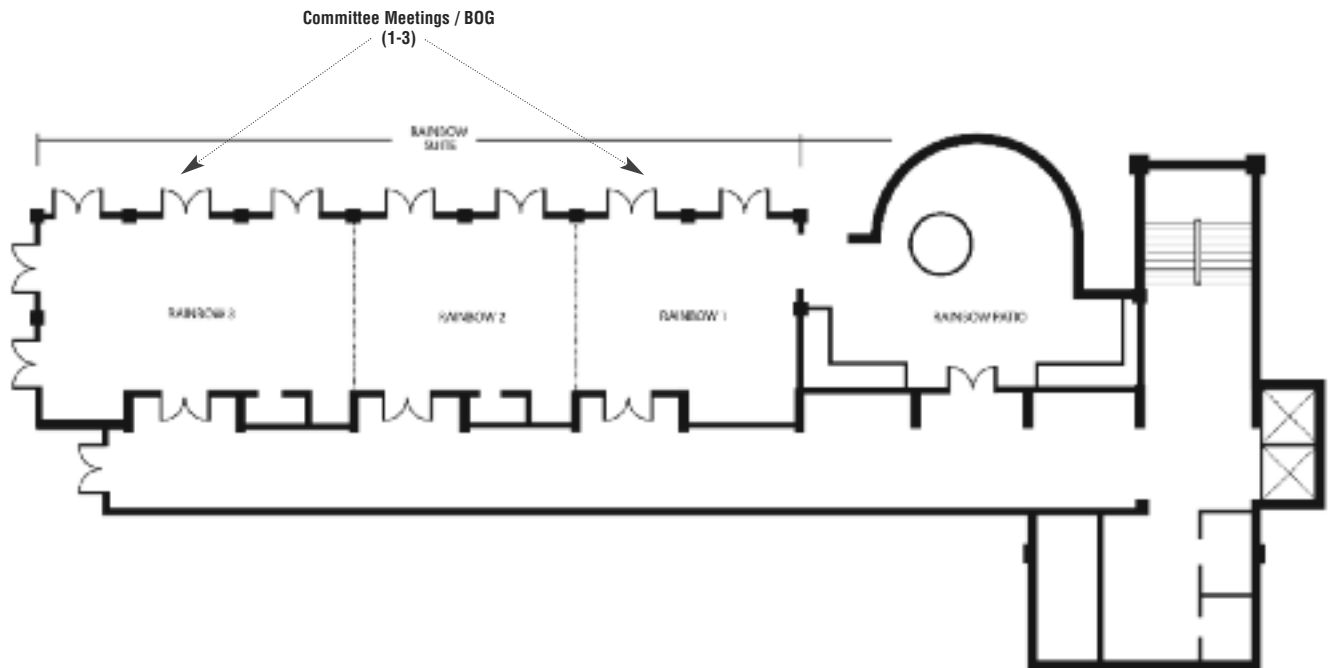 Committee Meetings / BOG
(1-3)
RAINBOW
SUITE
RAINBOW 3
RAINBOW 2
RAINBOW 1
RAINBOW PATIO